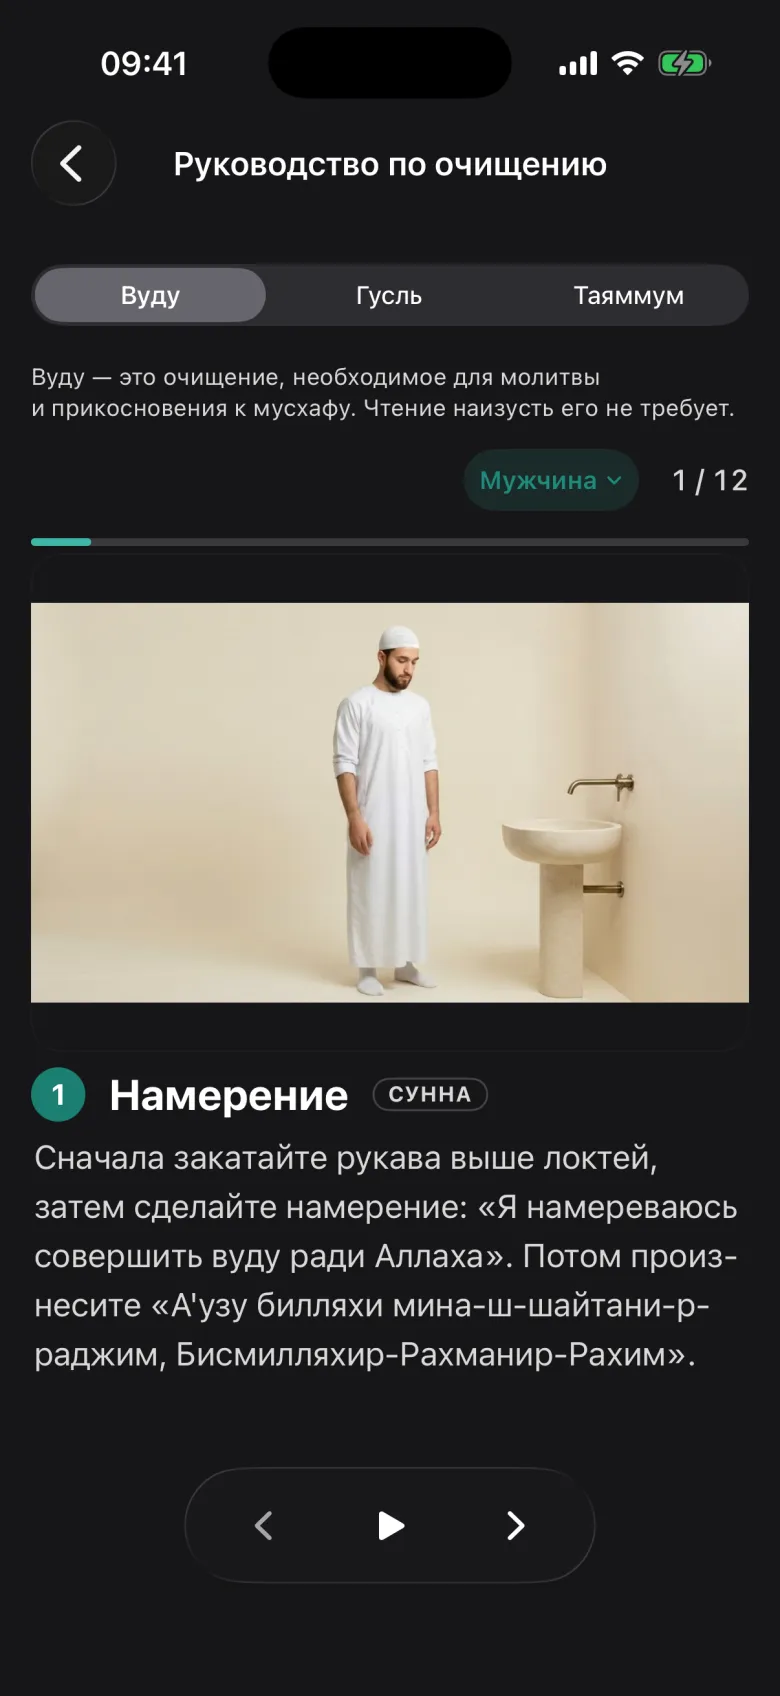 09:41
Руководство по очищению
Вуду
Гусль
Таяммум
Вуду — это очищение, необходимое для молитвы
и прикосновения к мусхафу. Чтение наизусть его не требует.
Мужчина
1 / 12
1 Намерение СУННА
Сначала закатайте рукава выше локтей,
затем сделайте намерение: «Я намереваюсь
совершить вуду ради Аллаха». Потом произ-
несите «А'узу билляхи мина-ш-шайтани-р-
раджим, Бисмилляхир-Рахманир-Рахим».